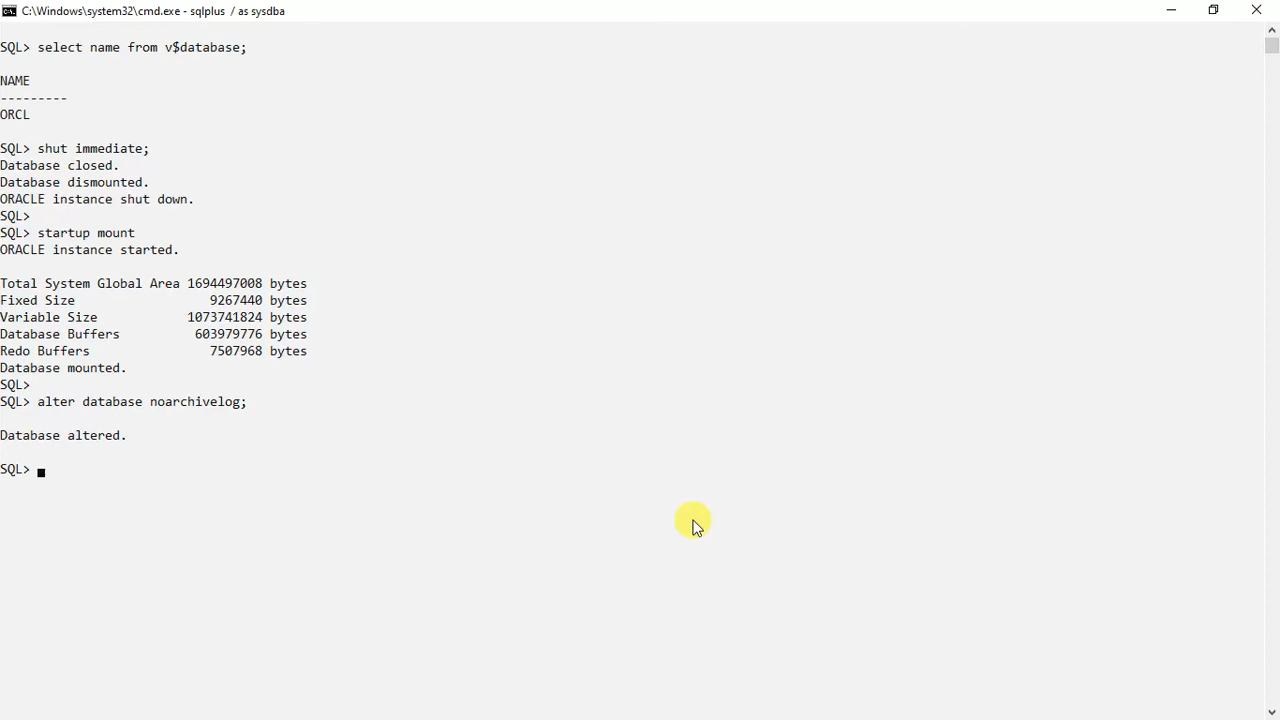 C:\Windows\system32\cmd.exe - sqlplus / as sysdba
SQL> select name from v$database;
NAME
---------
ORCL
SQL> shut immediate;
Database closed.
Database dismounted.
ORACLE instance shut down.
SQL>
SQL> startup mount
ORACLE instance started.
Total System Global Area 1694497008 bytes
Fixed Size                  9267440 bytes
Variable Size            1073741824 bytes
Database Buffers          603979776 bytes
Redo Buffers                7507968 bytes
Database mounted.
SQL>
SQL> alter database noarchivelog;
Database altered.
SQL>